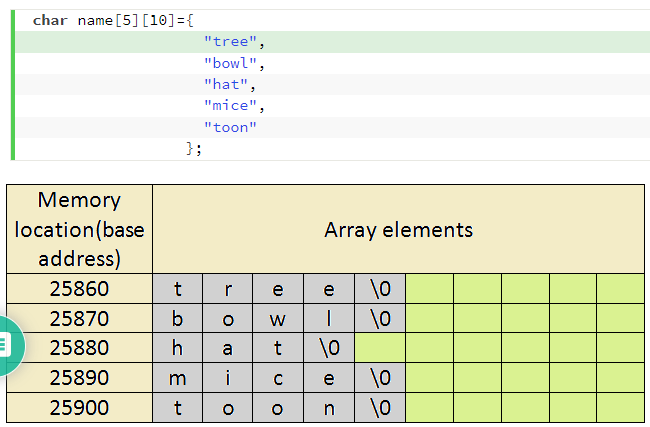 char name[5][10]={
"tree",
"bowl",
"hat",
"mice",
"toon"
};
Memory location(base address) Array elements
25860 t r e e \0
25870 b o w l \0
25880 h a t \0
25890 m i c e \0
25900 t o o n \0